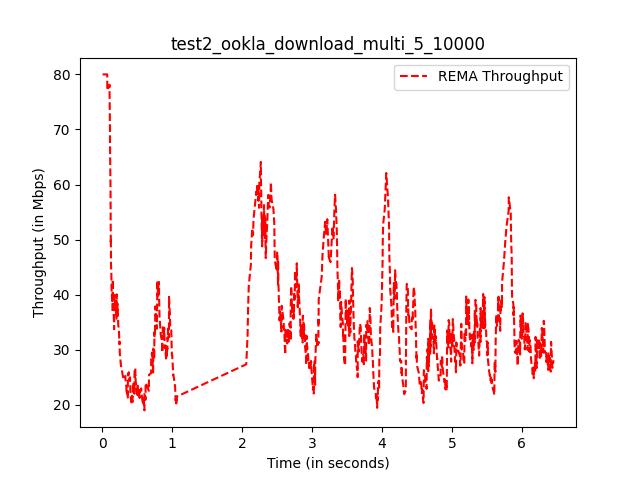 test2_ookla_download_multi_5_10000
REMA Throughput
Throughput (in Mbps)
80
70
60
50
40
30
20
0 1 2 3 4 5 6
Time (in seconds)